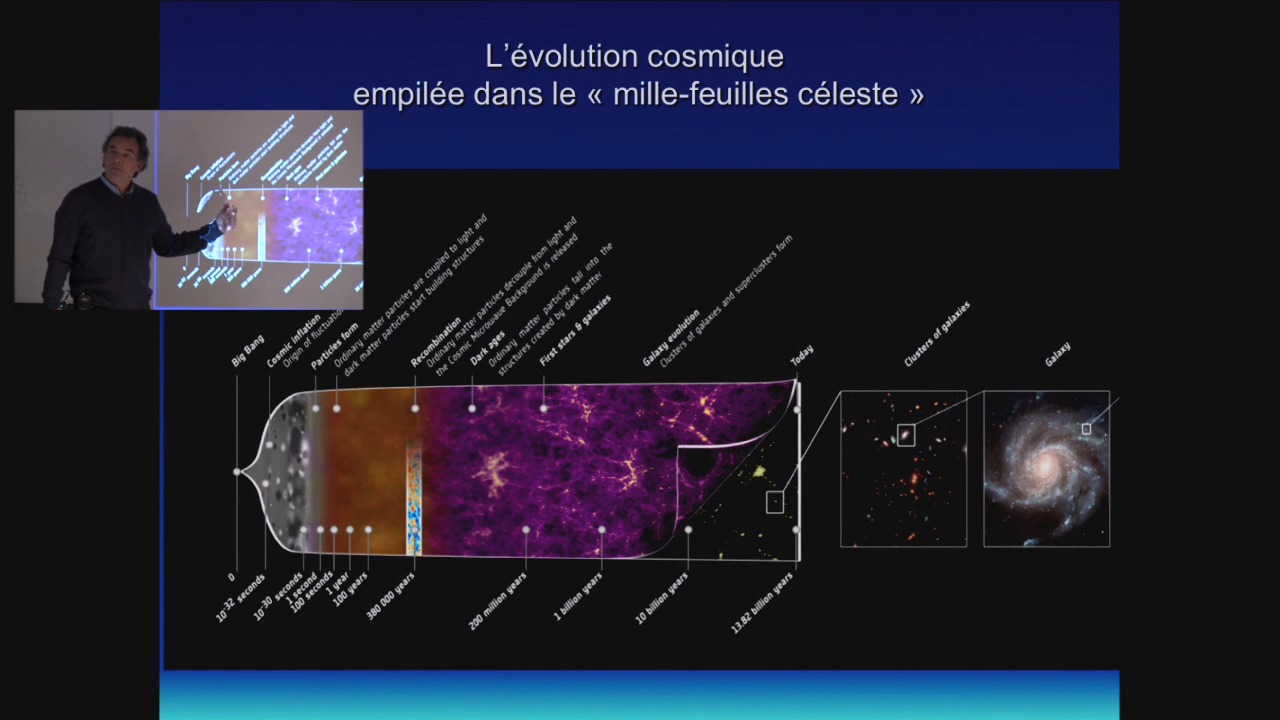 L’évolution cosmique
empilée dans le « mille-feuilles céleste »
Big Bang
Cosmic inflation
Origin of fluctuation
Particles form
Ordinary matter particles are coupled to light and
dark matter particles start building structures
Recombination
Ordinary matter particles decouple from light and
the Cosmic Microwave Background is released
Dark ages
Ordinary matter particles fall into the
structures created by dark matter
First stars & galaxies
Galaxy evolution
Clusters of galaxies and superclusters form
Today
Clusters of galaxies
Galaxy
0
10-32 seconds
10-30 seconds
1 second
100 seconds
1 year
100 years
380 000 years
200 million years
1 billion years
10 billion years
13.82 billion years